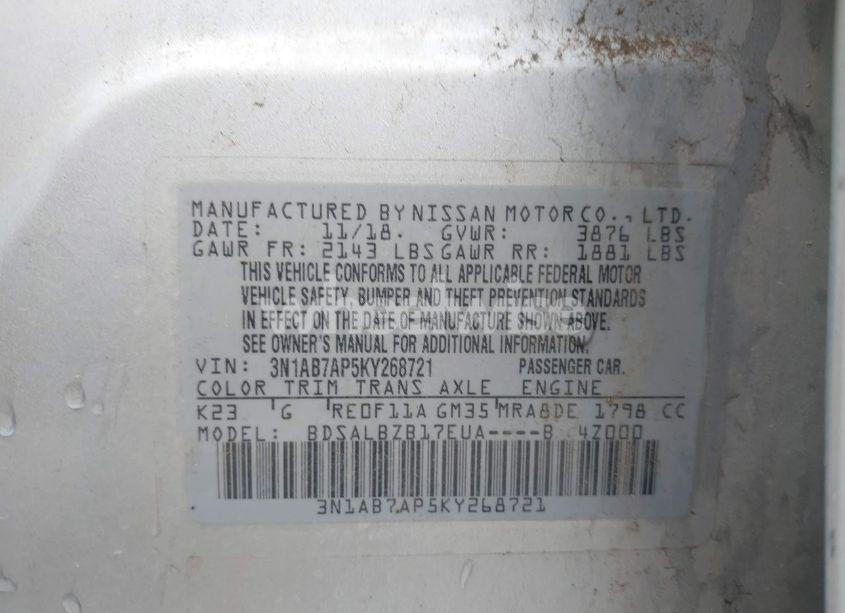 MANUFACTURED BY NISSAN MOTOR CO., LTD.
DATE: 11/18. GVWR: 3876 LBS
GAWR FR: 2143 LBS GAWR RR: 1881 LBS
THIS VEHICLE CONFORMS TO ALL APPLICABLE FEDERAL MOTOR
VEHICLE SAFETY, BUMPER AND THEFT PREVENTION STANDARDS
IN EFFECT ON THE DATE OF MANUFACTURE SHOWN ABOVE.
SEE OWNER'S MANUAL FOR ADDITIONAL INFORMATION.
VIN: 3N1AB7AP5KY268721 PASSENGER CAR.
COLOR TRIM TRANS AXLE ENGINE
K23 G RE0F11A GM35 MRA8DE 1798 CC
MODEL: BDSALBZB17EUA----B 4Z000
3N1AB7AP5KY268721